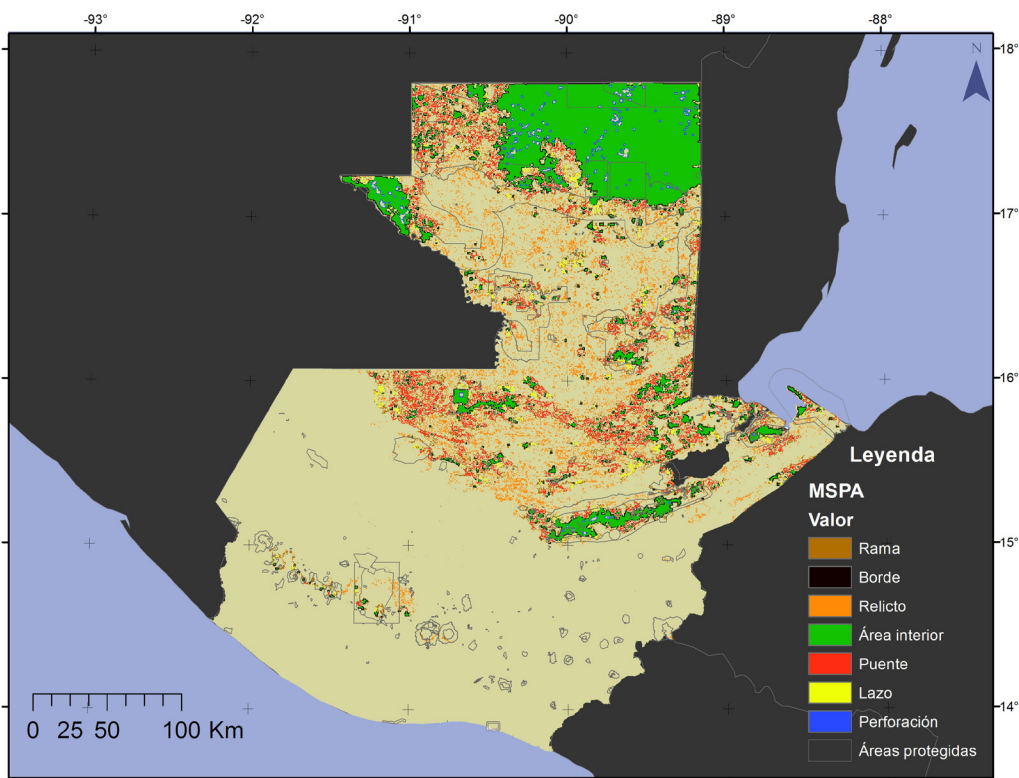 -93° -92° -91° -90° -89° -88°
18°
N
17°
16°
Leyenda
MSPA
Valor
15°
Rama
Borde
Relicto
Área interior
Puente
Lazo
14°
Perforación
Áreas protegidas
0 25 50 100 Km